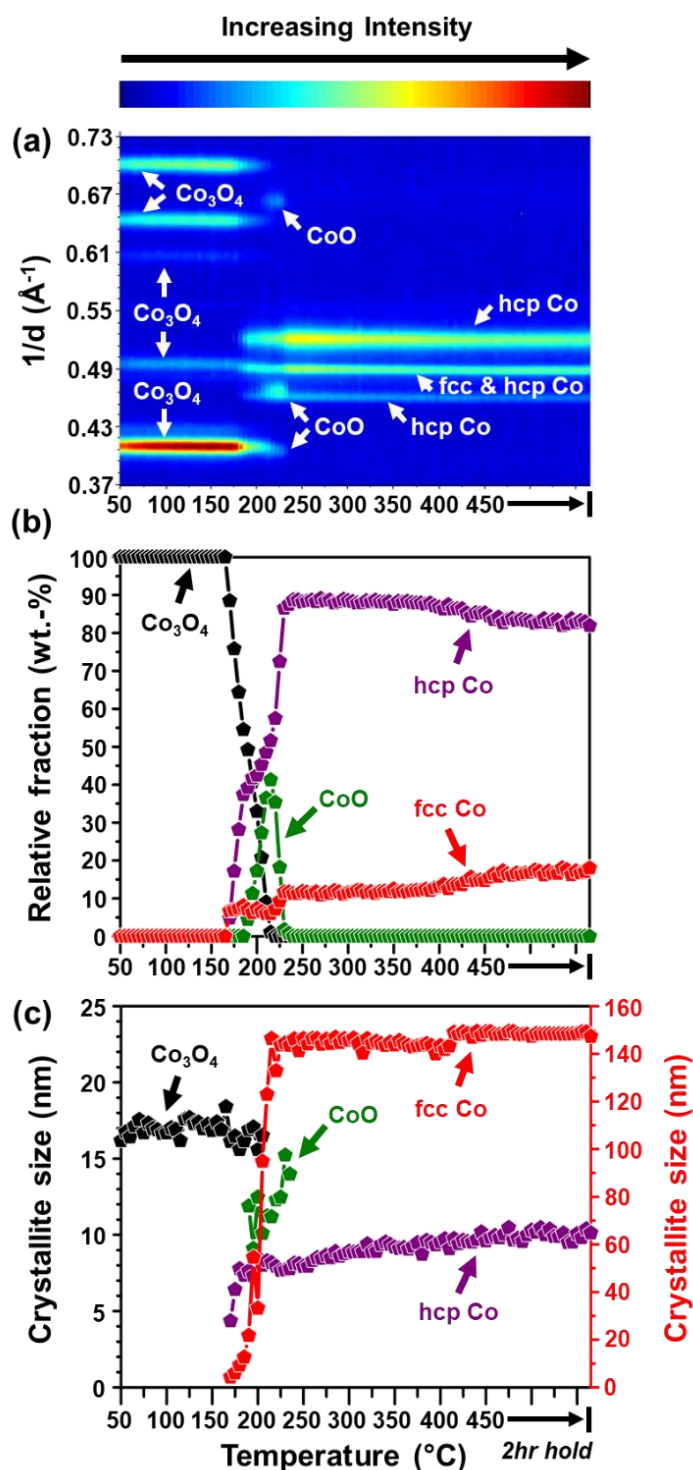 Increasing Intensity
(a)
0.73
0.67
0.61
0.55
0.49
0.43
0.37
1/d (Å⁻¹)
Co₃O₄
CoO
Co₃O₄
hcp Co
fcc & hcp Co
Co₃O₄
CoO
hcp Co
50 100 150 200 250 300 350 400 450
(b)
100
90
80
70
60
50
40
30
20
10
0
Relative fraction (wt.-%)
Co₃O₄
hcp Co
CoO
fcc Co
50 100 150 200 250 300 350 400 450
(c)
25
20
15
10
5
0
Crystallite size (nm)
160
140
120
100
80
60
40
20
0
Crystallite size (nm)
Co₃O₄
fcc Co
CoO
hcp Co
50 100 150 200 250 300 350 400 450
Temperature (°C) 2hr hold